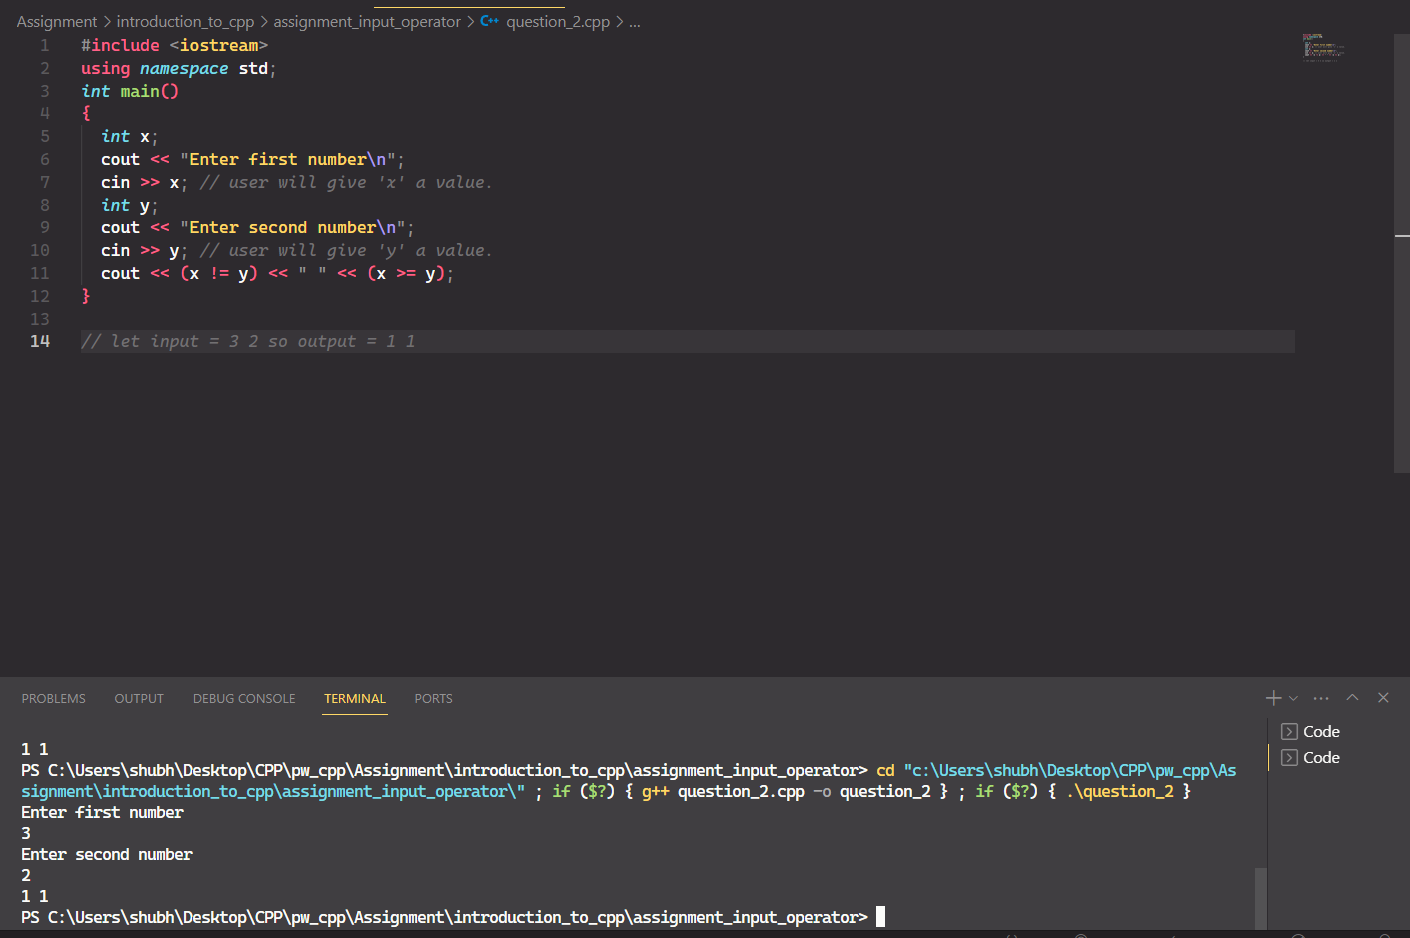 Assignment > introduction_to_cpp > assignment_input_operator > C++ question_2.cpp > ...
1 #include <iostream>
2 using namespace std;
3 int main()
4 {
5 int x;
6 cout << "Enter first number\n";
7 cin >> x; // user will give 'x' a value.
8 int y;
9 cout << "Enter second number\n";
10 cin >> y; // user will give 'y' a value.
11 cout << (x != y) << " " << (x >= y);
12 }
13
14 // let input = 3 2 so output = 1 1
PROBLEMS OUTPUT DEBUG CONSOLE TERMINAL PORTS
1 1
PS C:\Users\shubh\Desktop\CPP\pw_cpp\Assignment\introduction_to_cpp\assignment_input_operator> cd "c:\Users\shubh\Desktop\CPP\pw_cpp\As
signment\introduction_to_cpp\assignment_input_operator\" ; if ($?) { g++ question_2.cpp -o question_2 } ; if ($?) { .\question_2 }
Enter first number
3
Enter second number
2
1 1
PS C:\Users\shubh\Desktop\CPP\pw_cpp\Assignment\introduction_to_cpp\assignment_input_operator>
Code
Code